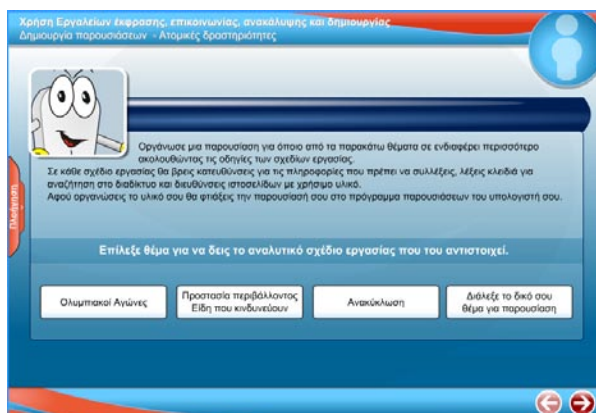 Χρήση Εργαλείων έκφρασης, επικοινωνίας, ανακάλυψης και δημιουργίας
Δημιουργία παρουσιάσεων - Ατομικές δραστηριότητες
Οργάνωσε μια παρουσίαση για όποιο από τα παρακάτω θέματα σε ενδιαφέρει περισσότερο
ακολουθώντας τις οδηγίες των σχεδίων εργασίας.
Σε κάθε σχέδιο εργασίας θα βρεις κατευθύνσεις για τις πληροφορίες που πρέπει να συλλέξεις, λέξεις κλειδιά για
αναζήτηση στο διαδίκτυο και διευθύνσεις ιστοσελίδων με χρήσιμο υλικό.
Αφού οργανώσεις το υλικό σου θα φτιάξεις την παρουσίασή σου στο πρόγραμμα παρουσιάσεων του υπολογιστή σου.
Πλοήγηση
Επίλεξε θέμα για να δεις το αναλυτικό σχέδιο εργασίας που του αντιστοιχεί.
Ολυμπιακοί Αγώνες
Προστασία περιβάλλοντος
Είδη που κινδυνεύουν
Ανακύκλωση
Διάλεξε το δικό σου
θέμα για παρουσίαση